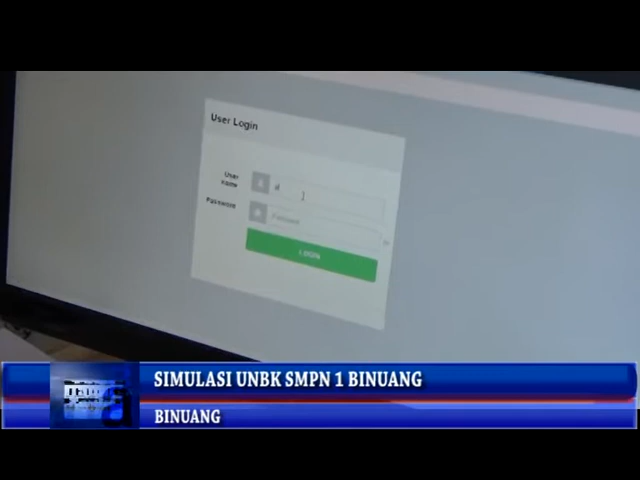 User Login
User
name
Password
Password
LOGIN
SIMULASI UNBK SMPN 1 BINUANG
BINUANG